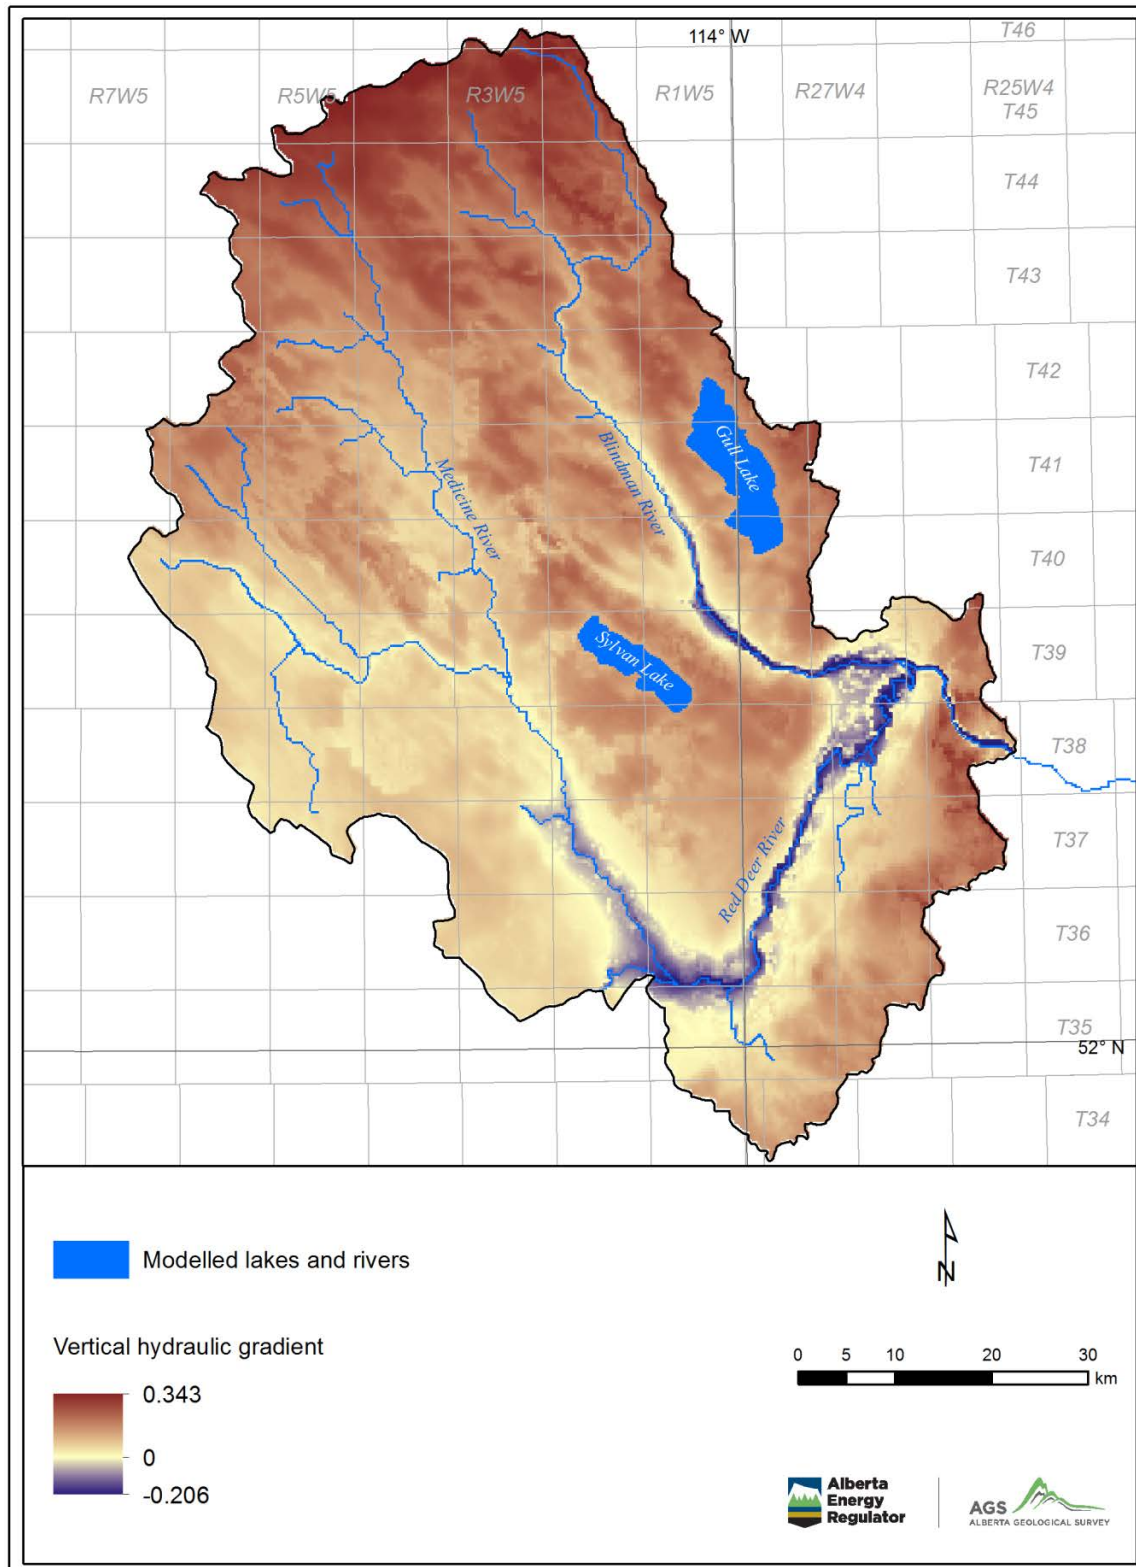 T46
114° W
R7W5
R5W5
R3W5
R1W5
R27W4
R25W4
T45
T44
T43
T42
Gull Lake
Blindman River
T41
Medicine River
T40
Sylvan Lake
T39
T38
Red Deer River
T37
T36
T35
52° N
T34
Modelled lakes and rivers
N
Vertical hydraulic gradient
0.343
0
-0.206
0 5 10 20 30
km
Alberta
Energy
Regulator
AGS
ALBERTA GEOLOGICAL SURVEY